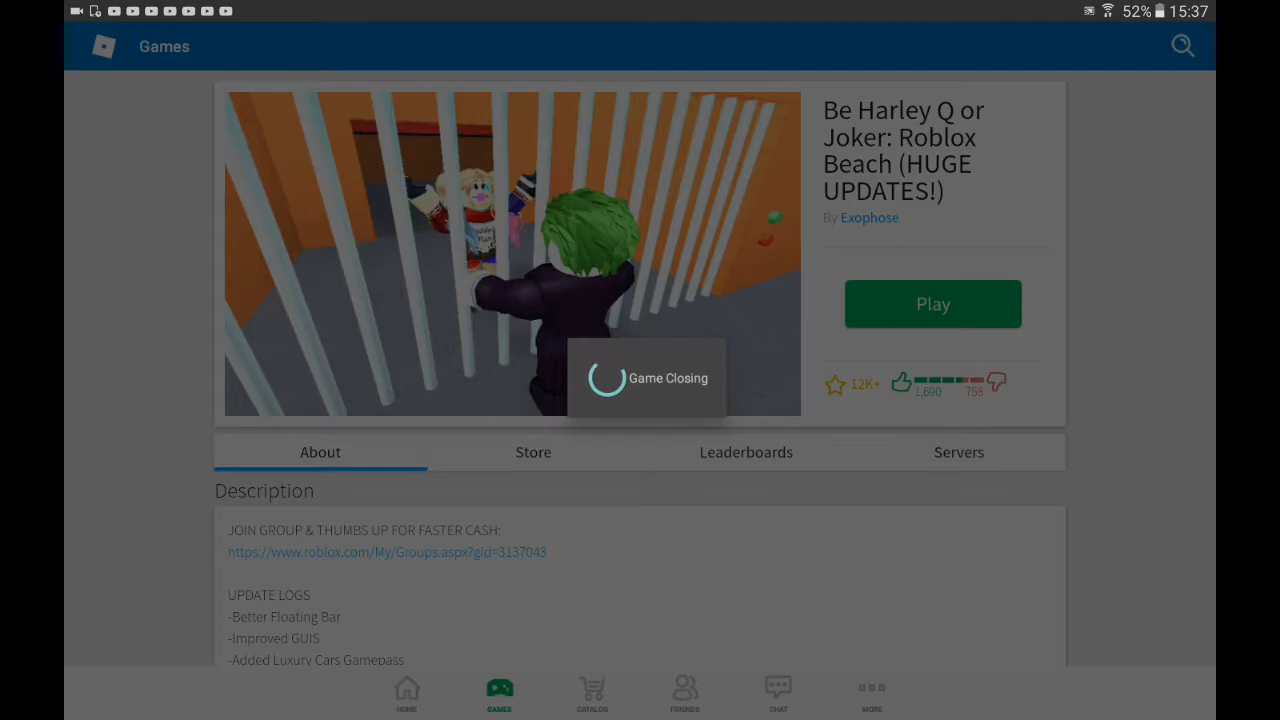 52% 15:37
Games
Be Harley Q or
Joker: Roblox
Beach (HUGE
UPDATES!)
By Exophose
Play
12K+
1,690
758
Game Closing
About
Store
Leaderboards
Servers
Description
JOIN GROUP & THUMBS UP FOR FASTER CASH:
https://www.roblox.com/My/Groups.aspx?gid=3137043
UPDATE LOGS
-Better Floating Bar
-Improved GUIS
-Added Luxury Cars Gamepass
HOME
GAMES
CATALOG
FRIENDS
CHAT
MORE